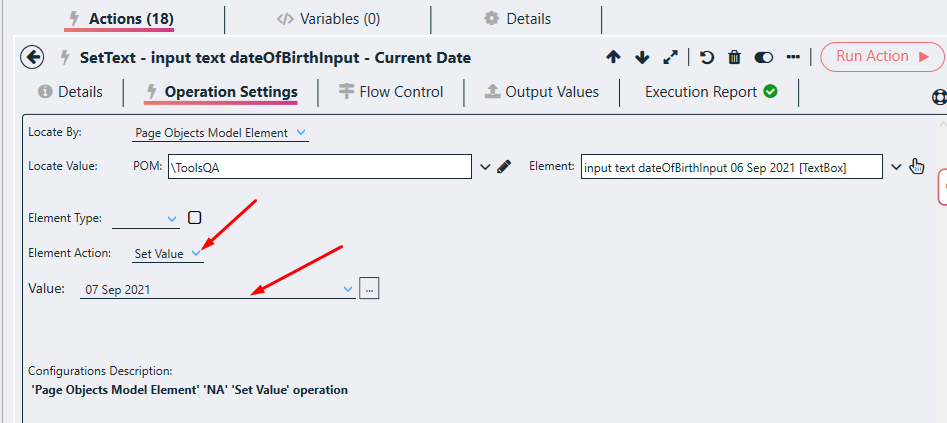 Actions (18)
Variables (0)
Details
SetText - input text dateOfBirthInput - Current Date
Run Action
Details
Operation Settings
Flow Control
Output Values
Execution Report
Locate By:
Page Objects Model Element
Locate Value:
POM:
\ToolsQA
Element:
input text dateOfBirthInput 06 Sep 2021 [TextBox]
Element Type:
Element Action:
Set Value
Value:
07 Sep 2021
...
Configurations Description:
'Page Objects Model Element' 'NA' 'Set Value' operation